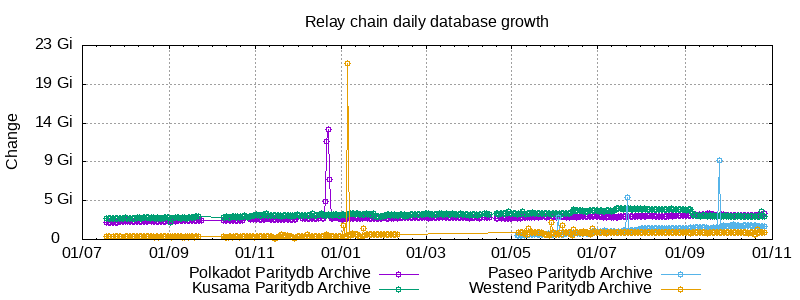 Relay chain daily database growth
23 Gi
19 Gi
14 Gi
9 Gi
5 Gi
0
Change
01/07 01/09 01/11 01/01 01/03 01/05 01/07 01/09 01/11
Polkadot Paritydb Archive Paseo Paritydb Archive
Kusama Paritydb Archive Westend Paritydb Archive